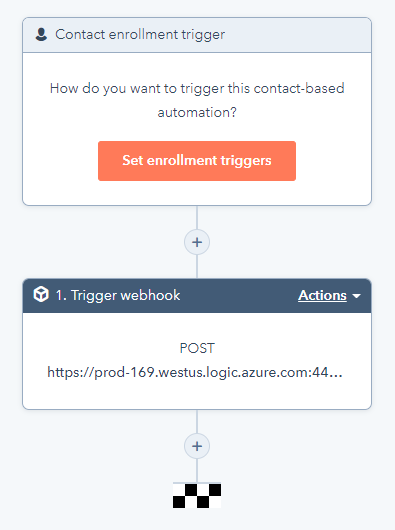 Contact enrollment trigger
How do you want to trigger this contact-based
automation?
Set enrollment triggers
+
1. Trigger webhook Actions
POST
https://prod-169.westus.logic.azure.com:44...
+